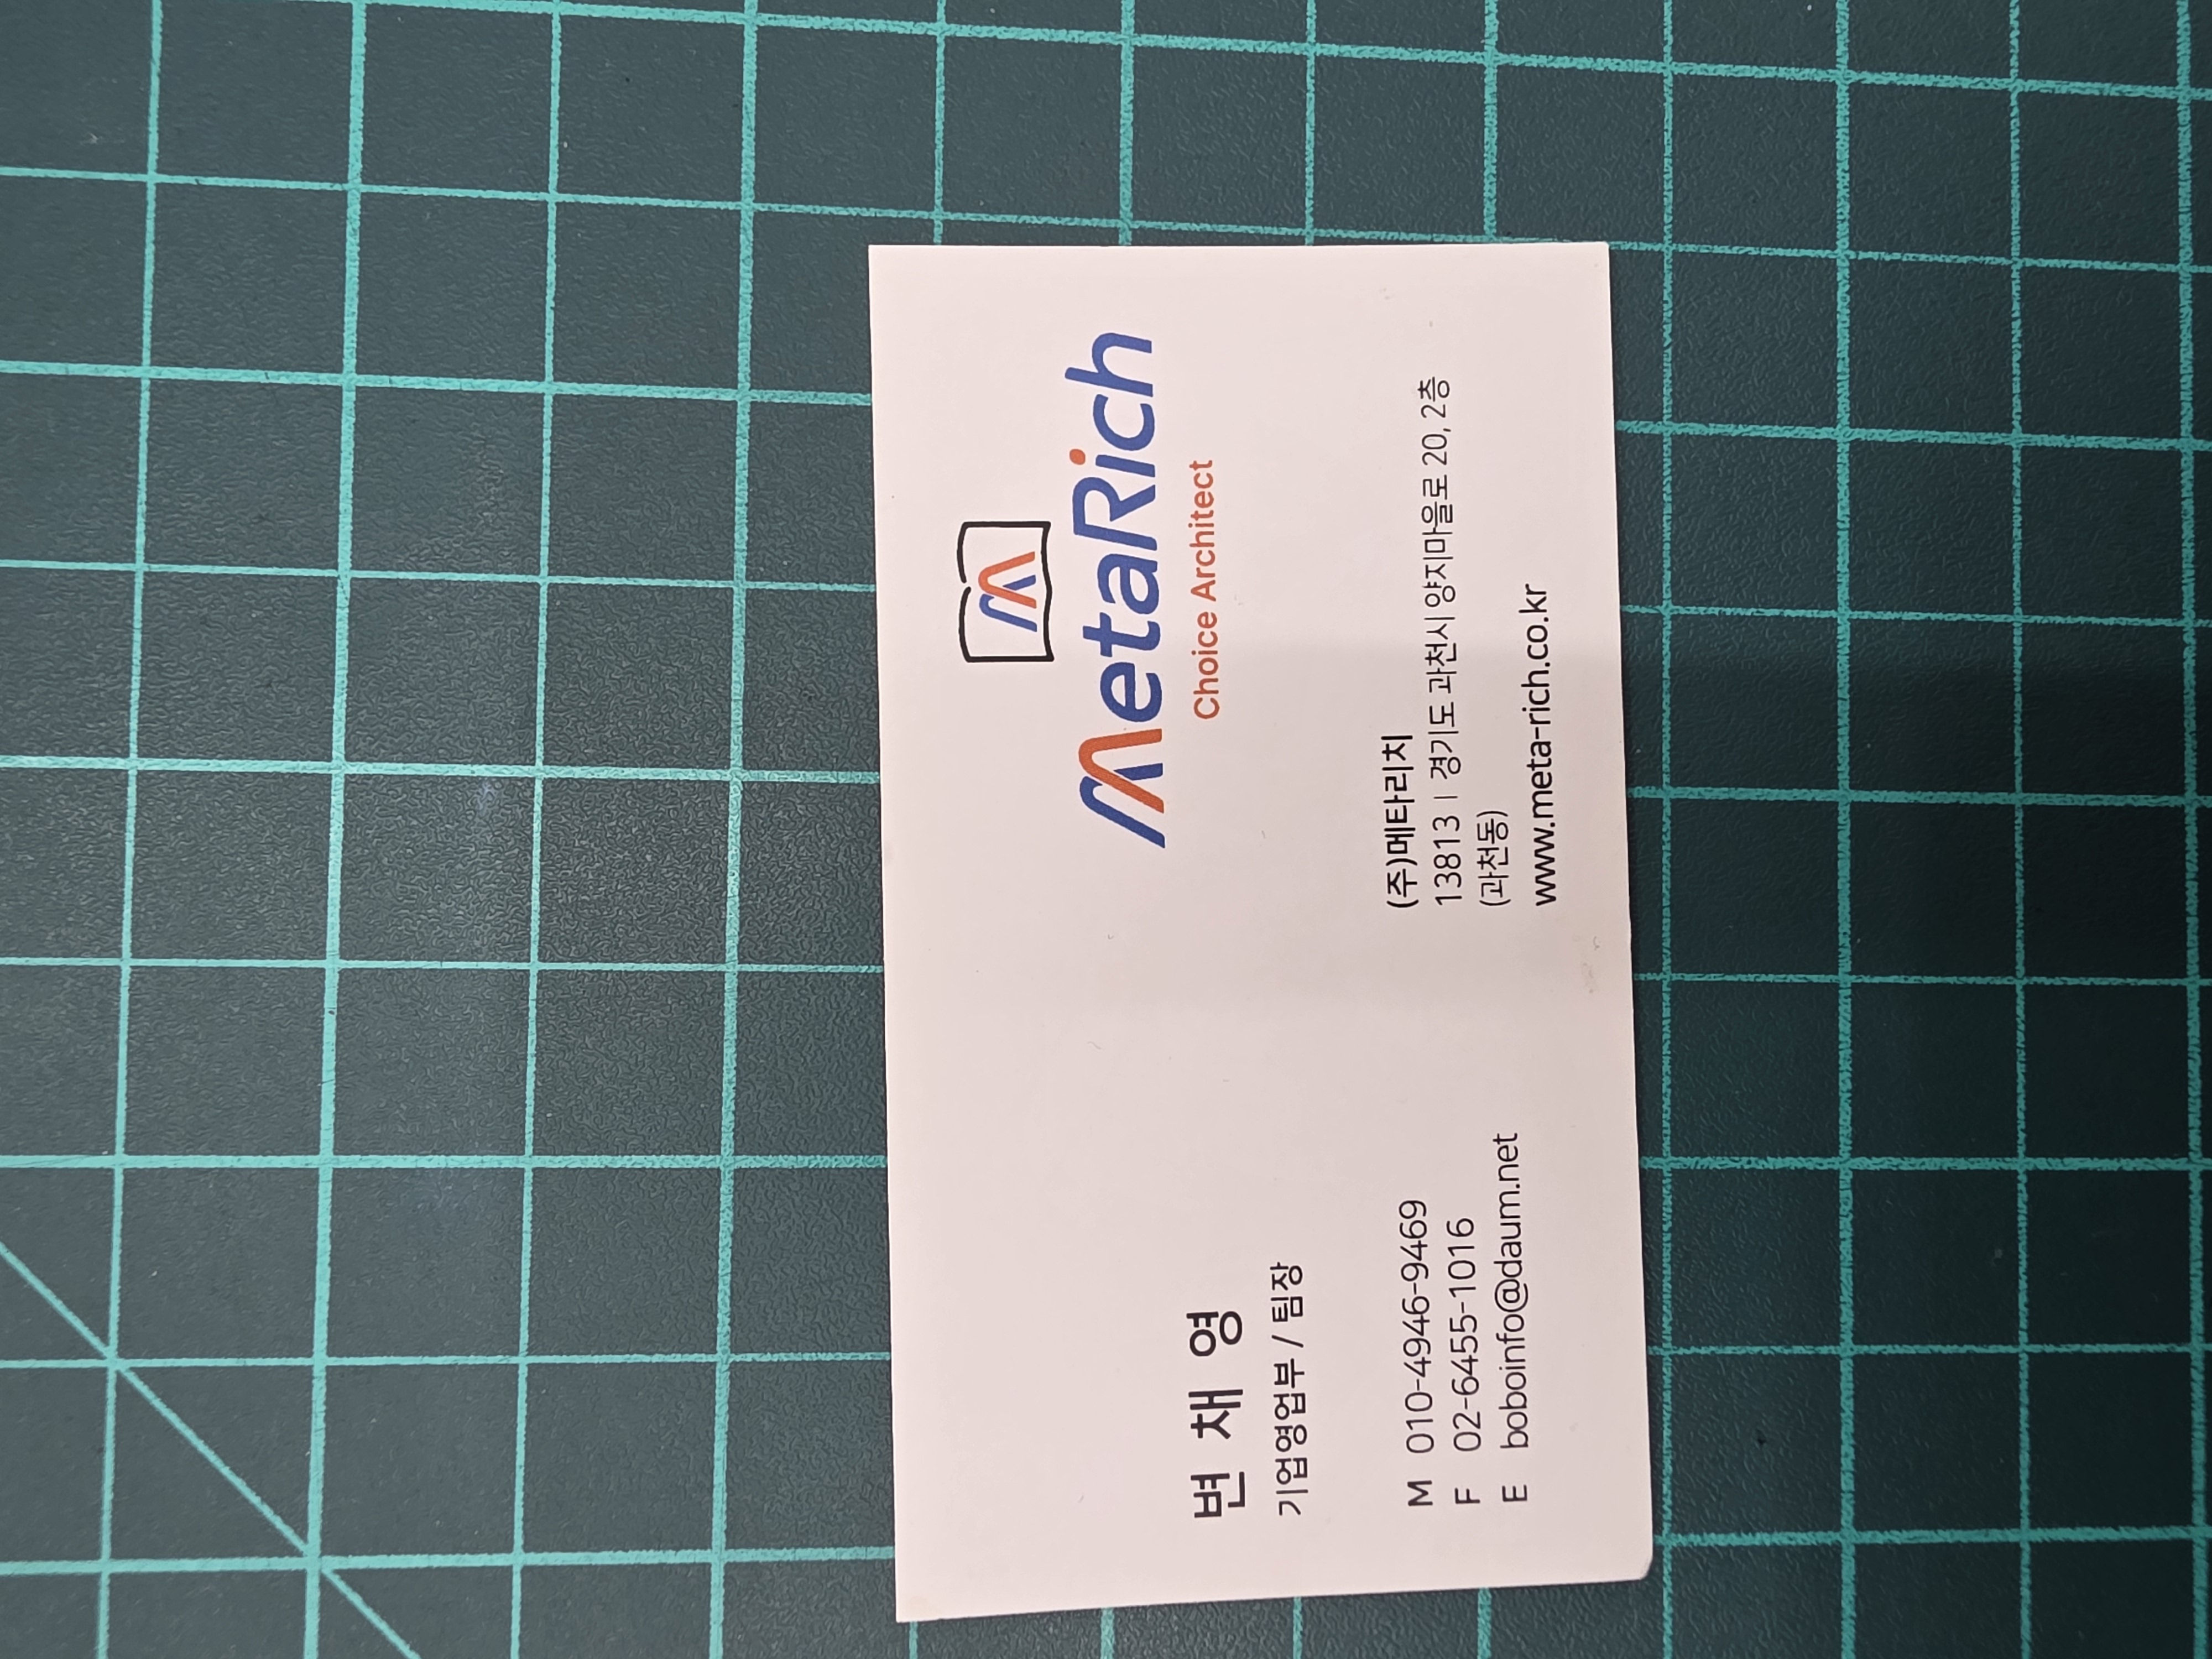 MetaRich
Choice Architect
변 채 영
기업영업부 / 팀장
M 010-4946-9469
F 02-6455-1016
E boboinfo@daum.net
(주)메타리치
13813 | 경기도 과천시 양지마을로 20, 2층
(과천동)
www.meta-rich.co.kr